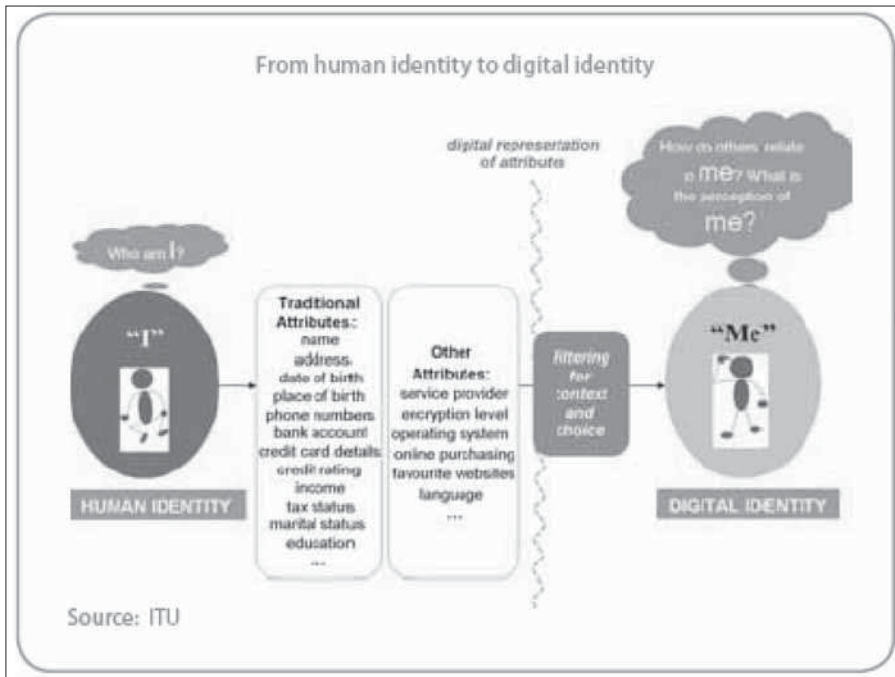 From human identity to digital identity
digital representation
of attributes
How do others relate
to me? What is
the perception of
me?
Who am I?
"I"
HUMAN IDENTITY
Traditional
Attributes:
name
address
date of birth
place of birth
phone numbers
bank account
credit card details
credit rating
income
tax status
marital status
education
...
Other
Attributes:
service provider
encryption level
operating system
online purchasing
favourite websites
language
...
filtering
for
context
and
choice
"Me"
DIGITAL IDENTITY
Source: ITU